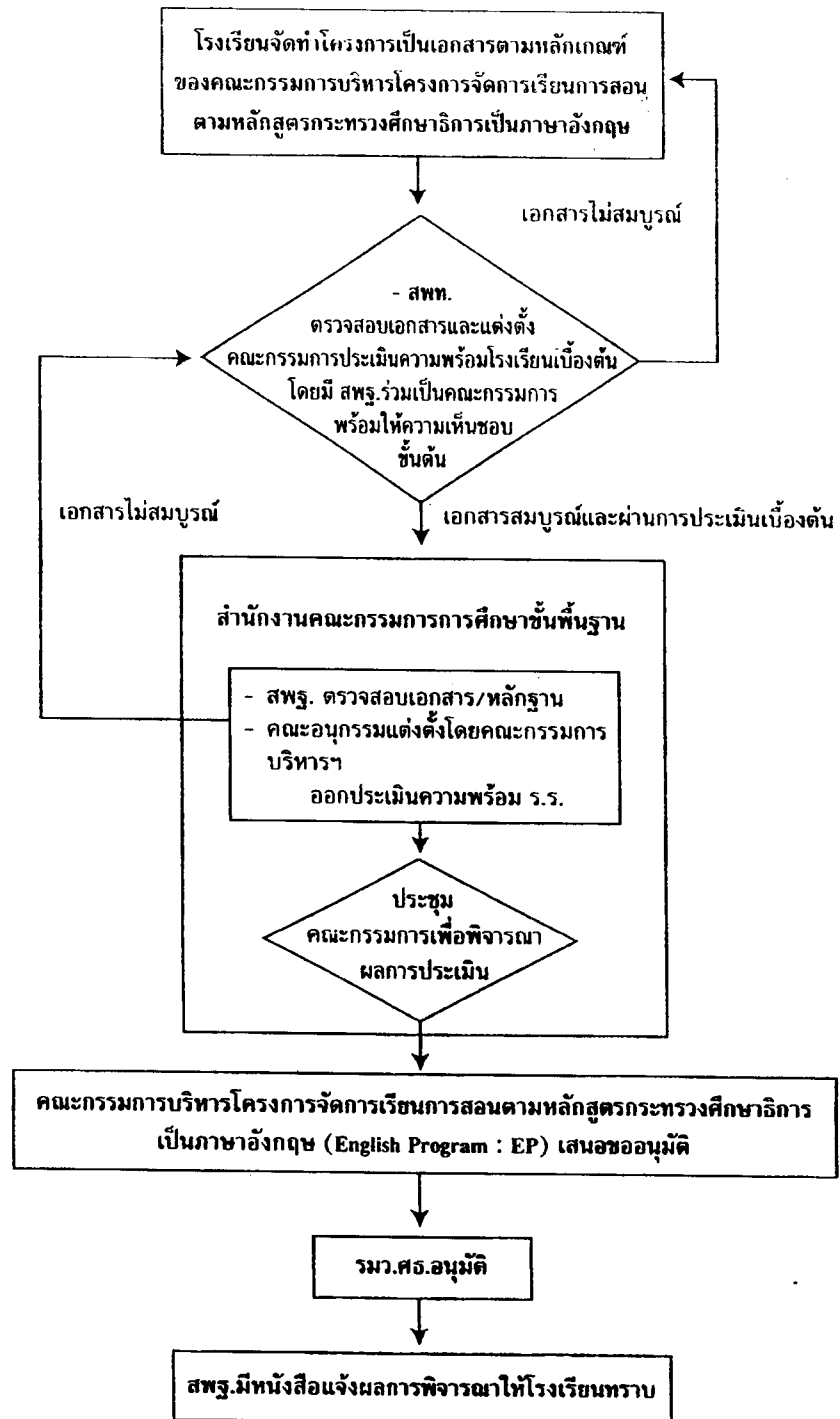 โรงเรียนจัดทำโครงการเป็นเอกสารตามหลักเกณฑ์
ของคณะกรรมการบริหารโครงการจัดการเรียนการสอน
ตามหลักสูตรกระทรวงศึกษาธิการเป็นภาษาอังกฤษ
เอกสารไม่สมบูรณ์
- สพท.
ตรวจสอบเอกสารและแต่งตั้ง
คณะกรรมการประเมินความพร้อมโรงเรียนเบื้องต้น
โดยมี สพฐ.ร่วมเป็นคณะกรรมการ
พร้อมให้ความเห็นชอบ
ขั้นต้น
เอกสารไม่สมบูรณ์
เอกสารสมบูรณ์และผ่านการประเมินเบื้องต้น
สำนักงานคณะกรรมการการศึกษาขั้นพื้นฐาน
- สพฐ. ตรวจสอบเอกสาร/หลักฐาน
- คณะอนุกรรมแต่งตั้งโดยคณะกรรมการ
บริหารฯ
ออกประเมินความพร้อม ร.ร.
ประชุม
คณะกรรมการเพื่อพิจารณา
ผลการประเมิน
คณะกรรมการบริหารโครงการจัดการเรียนการสอนตามหลักสูตรกระทรวงศึกษาธิการ
เป็นภาษาอังกฤษ (English Program : EP) เสนอขออนุมัติ
รมว.ศธ.อนุมัติ
สพฐ.มีหนังสือแจ้งผลการพิจารณาให้โรงเรียนทราบ